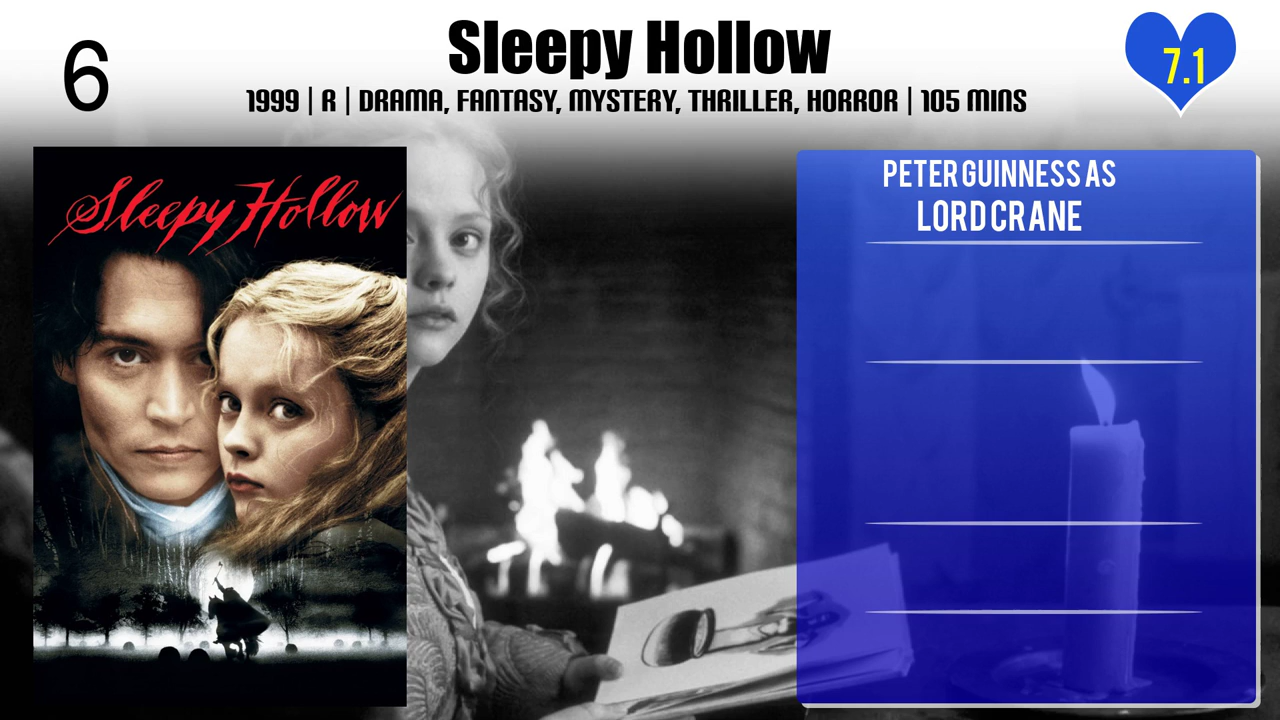 6
Sleepy Hollow
7.1
1999 | R | DRAMA, FANTASY, MYSTERY, THRILLER, HORROR | 105 MINS
Sleepy Hollow
PETER GUINNESS AS
LORD CRANE